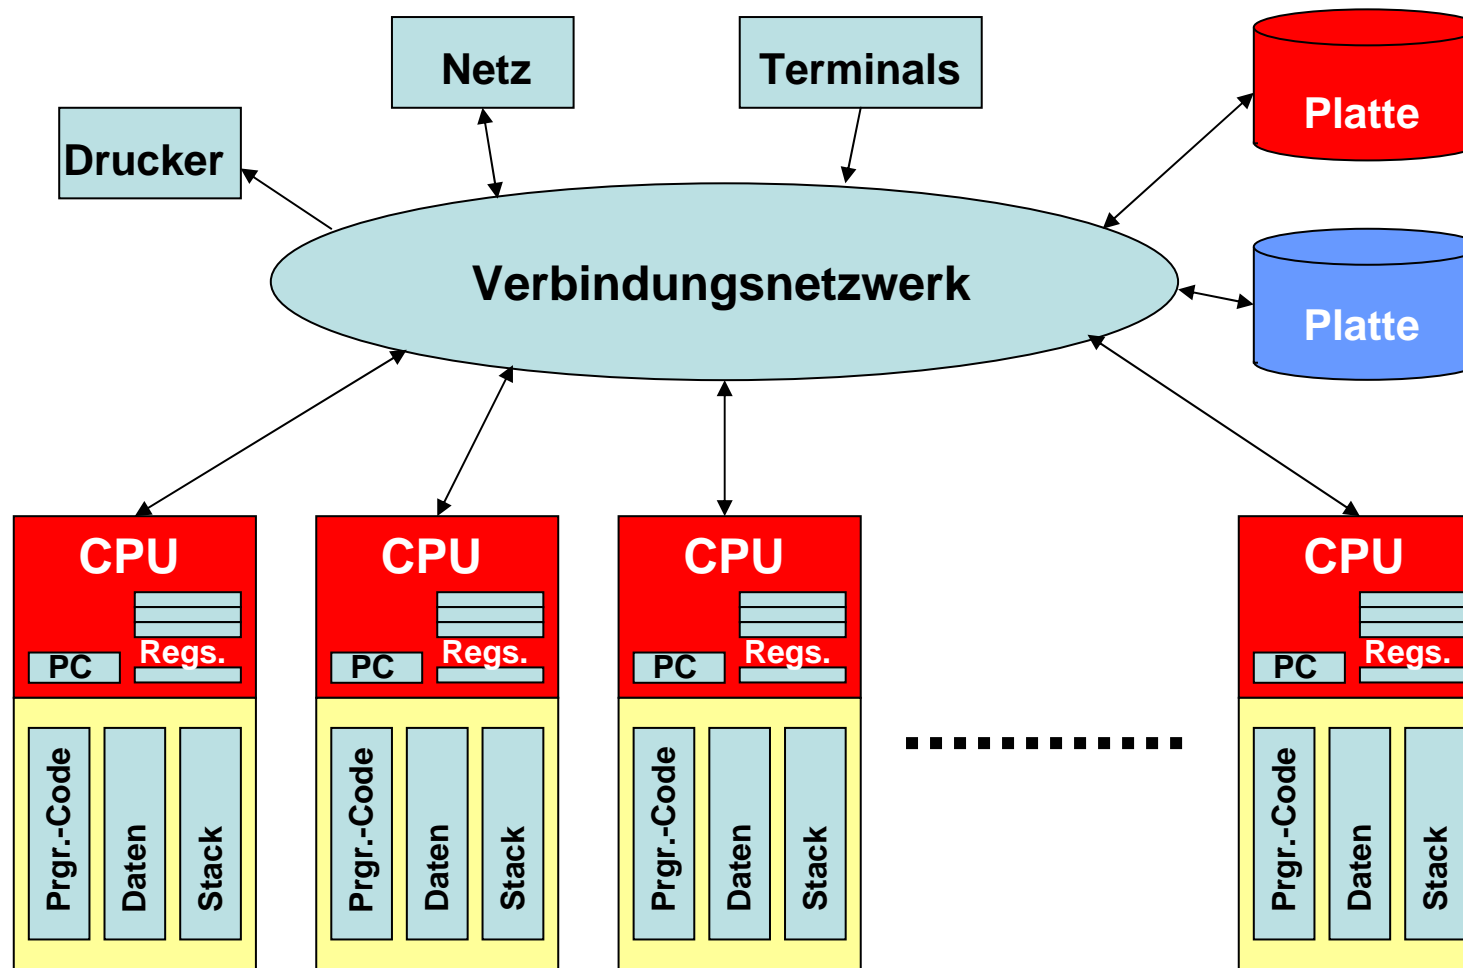 Netz
Terminals
Platte
Drucker
Verbindungsnetzwerk
Platte
CPU
Regs.
PC
Prgr.-Code
Daten
Stack
CPU
Regs.
PC
Prgr.-Code
Daten
Stack
CPU
Regs.
PC
Prgr.-Code
Daten
Stack
CPU
Regs.
PC
Prgr.-Code
Daten
Stack